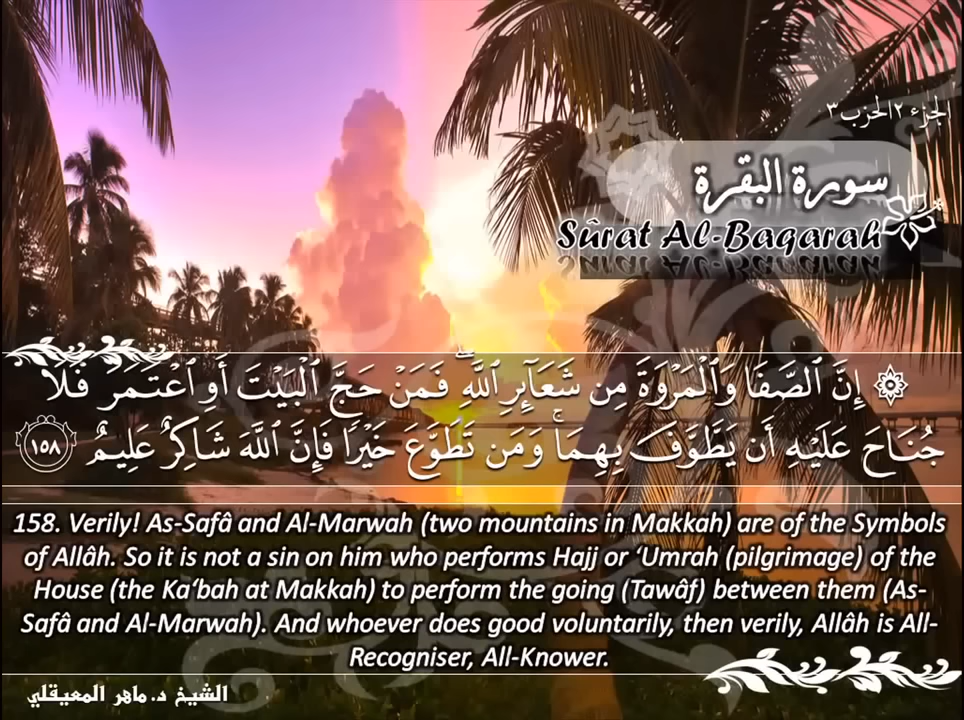 الجزء ٢ الحزب ٣
سورة البقرة
Sûrat Al-Baqarah
۞ إِنَّ ٱلصَّفَا وَٱلْمَرْوَةَ مِن شَعَآئِرِ ٱللَّهِۖ فَمَنْ حَجَّ ٱلْبَيْتَ أَوِ ٱعْتَمَرَ فَلَا
جُنَاحَ عَلَيْهِ أَن يَطَّوَّفَ بِهِمَاۚ وَمَن تَطَوَّعَ خَيْرًا فَإِنَّ ٱللَّهَ شَاكِرٌ عَلِيمٌ ١٥٨
158. Verily! As-Safâ and Al-Marwah (two mountains in Makkah) are of the Symbols
of Allâh. So it is not a sin on him who performs Hajj or ‘Umrah (pilgrimage) of the
House (the Ka‘bah at Makkah) to perform the going (Tawâf) between them (As-
Safâ and Al-Marwah). And whoever does good voluntarily, then verily, Allâh is All-
Recogniser, All-Knower.
الشيخ د. ماهر المعيقلي